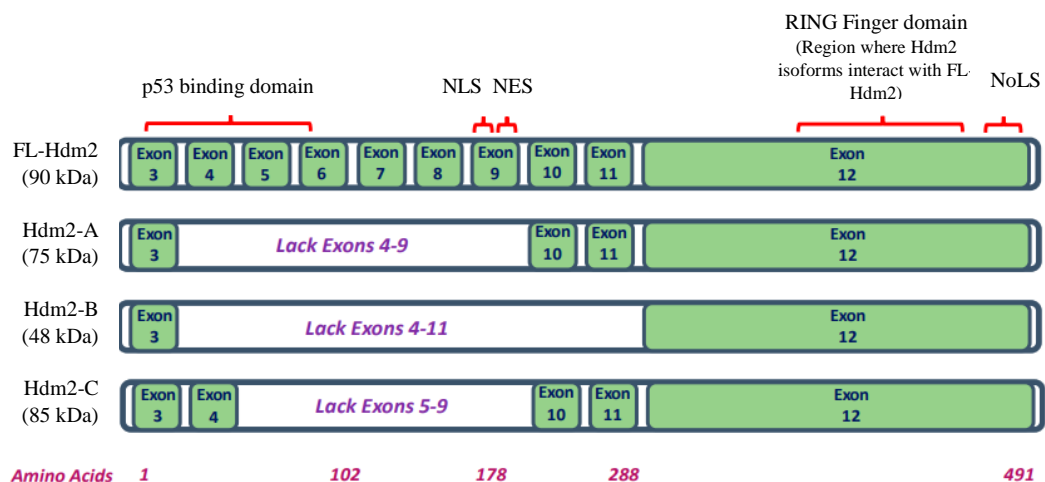 RING Finger domain
(Region where Hdm2
isoforms interact with FL-
Hdm2)
p53 binding domain
NLS NES
NoLS
FL-Hdm2
(90 kDa)
Exon 3
Exon 4
Exon 5
Exon 6
Exon 7
Exon 8
Exon 9
Exon 10
Exon 11
Exon 12
Hdm2-A
(75 kDa)
Exon 3
Lack Exons 4-9
Exon 10
Exon 11
Exon 12
Hdm2-B
(48 kDa)
Exon 3
Lack Exons 4-11
Exon 12
Hdm2-C
(85 kDa)
Exon 3
Exon 4
Lack Exons 5-9
Exon 10
Exon 11
Exon 12
Amino Acids 1 102 178 288 491